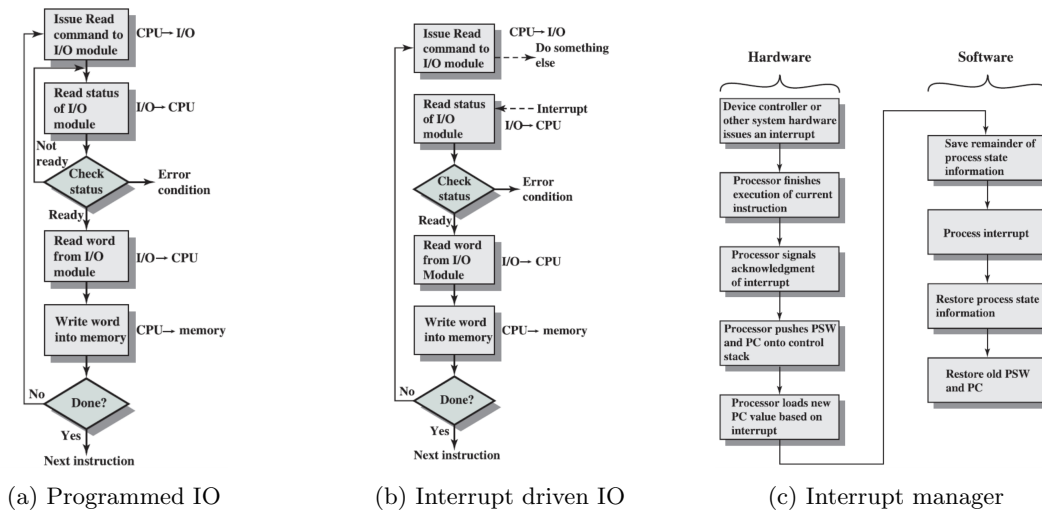 Issue Read
command to
I/O module
CPU→ I/O
Read status
of I/O
module
I/O→ CPU
Not
ready
Check
status
Error
condition
Ready
Read word
from I/O
module
I/O→ CPU
Write word
into memory
CPU→ memory
No
Done?
Yes
Next instruction
(a) Programmed IO
Issue Read
command to
I/O module
CPU→ I/O
Do something
else
Read status
of I/O
module
Interrupt
I/O→ CPU
Check
status
Error
condition
Ready
Read word
from I/O
Module
I/O→ CPU
Write word
into memory
CPU→ memory
No
Done?
Yes
Next instruction
(b) Interrupt driven IO
Hardware
Device controller or
other system hardware
issues an interrupt
Processor finishes
execution of current
instruction
Processor signals
acknowledgment
of interrupt
Processor pushes PSW
and PC onto control
stack
Processor loads new
PC value based on
interrupt
Software
Save remainder of
process state
information
Process interrupt
Restore process state
information
Restore old PSW
and PC
(c) Interrupt manager